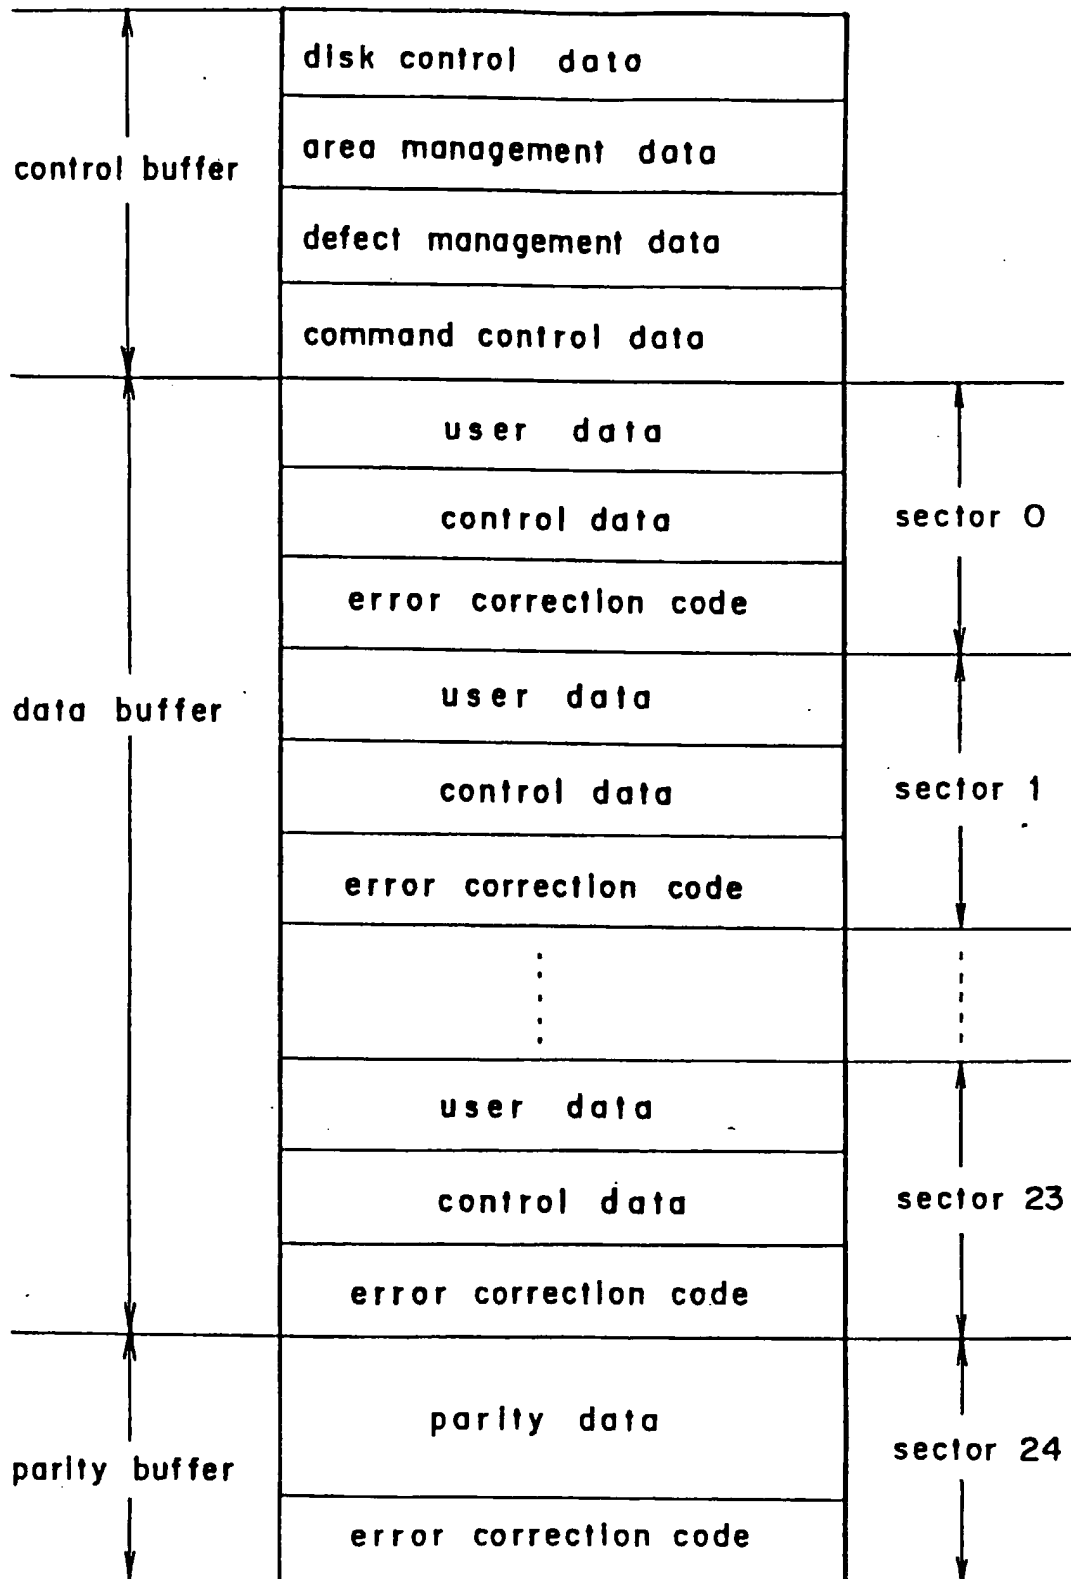 disk control data
area management data
control buffer
defect management data
command control data
user data
control data
sector 0
error correction code
user data
data buffer
control data
sector 1
error correction code
user data
control data
sector 23
error correction code
parity data
sector 24
parity buffer
error correction code